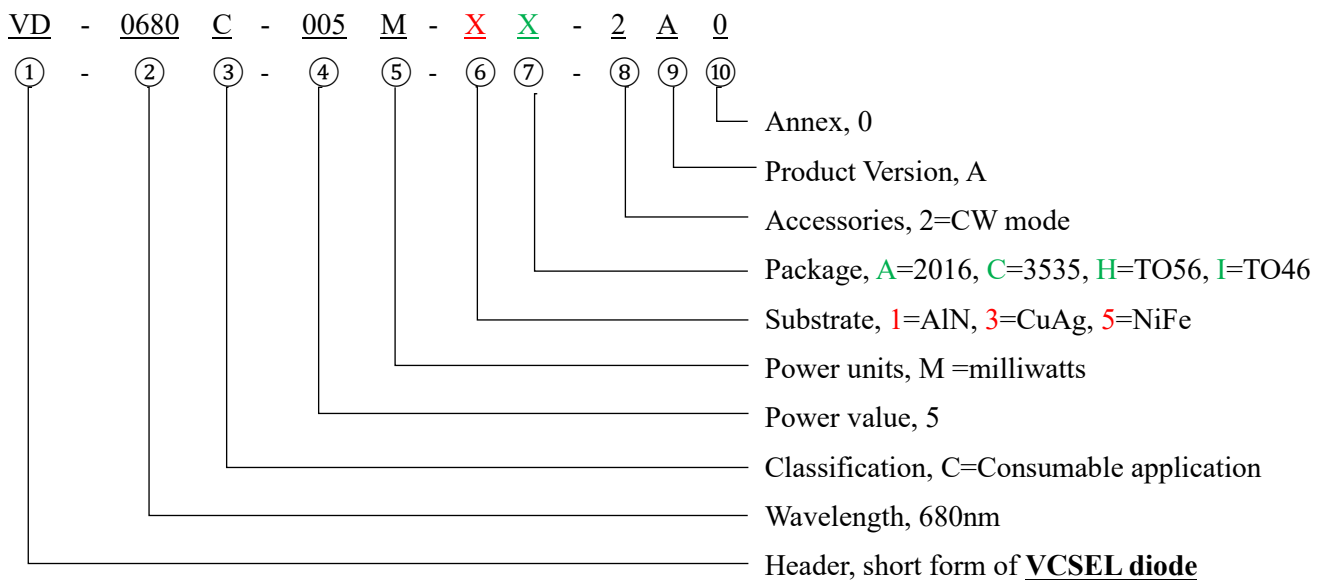 VD - 0680 C - 005 M - X X - 2 A 0
① - ② ③ - ④ ⑤ - ⑥ ⑦ - ⑧ ⑨ ⑩
Annex, 0
Product Version, A
Accessories, 2=CW mode
Package, A=2016, C=3535, H=TO56, I=TO46
Substrate, 1=AlN, 3=CuAg, 5=NiFe
Power units, M =milliwatts
Power value, 5
Classification, C=Consumable application
Wavelength, 680nm
Header, short form of VCSEL diode